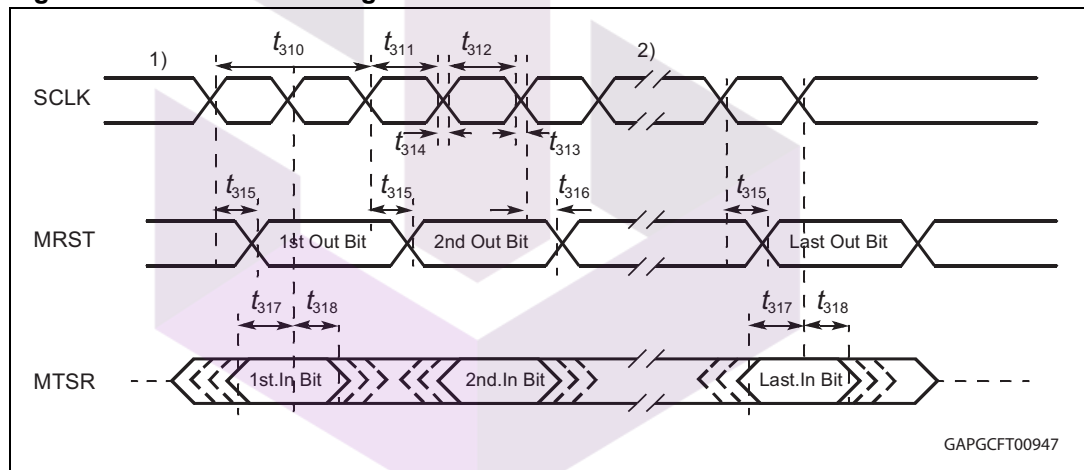 1) t310 t311 t312 2)
SCLK
t314 t313
t315 t315 t316 t315
MRST 1st Out Bit 2nd Out Bit Last Out Bit
t317 t318 t317 t318
MTSR 1st.In Bit 2nd.In Bit Last.In Bit
GAPGCFT00947